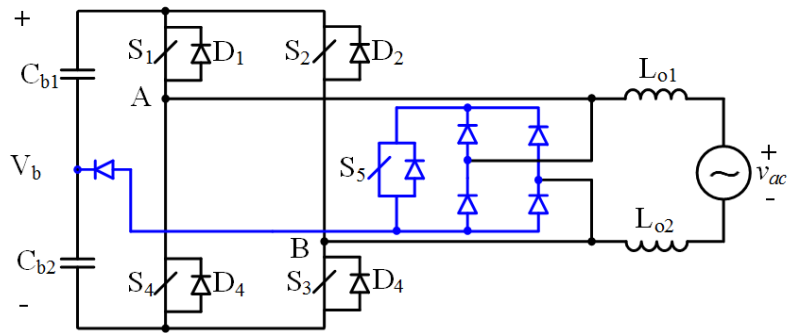 +
S1 D1 S2 D2
Cb1
A
Lo1
Vb
S5
+
vac
-
B
Lo2
Cb2
S4 D4 S3 D4
-